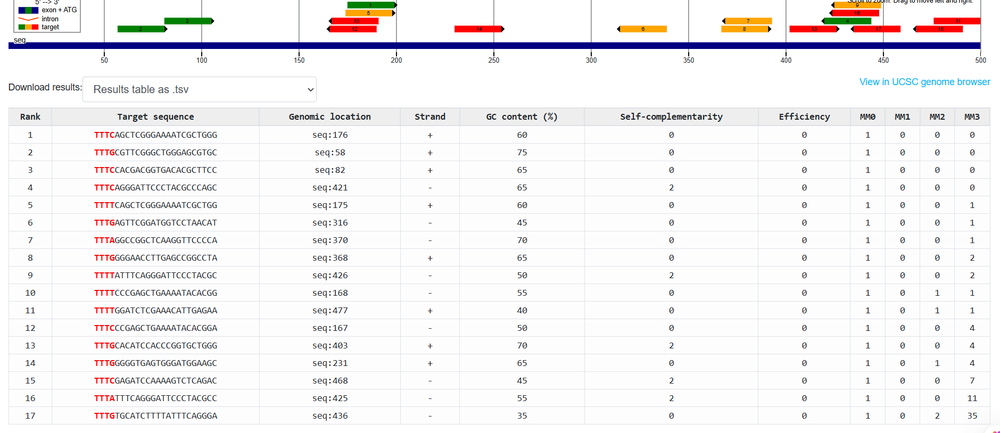 5' --> 3'
exon + ATG
intron
target
Scroll to zoom. Drag to move left and right.
1
9
5
16
3
10
7
4
11
2
12
14
6
8
13
17
15
seq
50 100 150 200 250 300 350 400 450 500
Download results: Results table as .tsv
View in UCSC genome browser
Rank Target sequence Genomic location Strand GC content (%) Self-complementarity Efficiency MM0 MM1 MM2 MM3
1 TTTCAGCTCGGGAAAATCGCTGGG seq:176 + 60 0 0 1 0 0 0
2 TTTGCGTTCGGGCTGGGAGCGTGC seq:58 + 75 0 0 1 0 0 0
3 TTTCCACGACGGTGACACGCTTCC seq:82 + 65 0 0 1 0 0 0
4 TTTCAGGGATTCCCTACGCCCAGC seq:421 - 65 2 0 1 0 0 0
5 TTTTCAGCTCGGGAAAATCGCTGG seq:175 + 60 0 0 1 0 0 1
6 TTTGAGTTCGGATGGTCCTAACAT seq:316 - 45 0 0 1 0 0 1
7 TTTAGGCCGGCTCAAGGTTCCCCA seq:370 - 70 0 0 1 0 0 1
8 TTTGGGGAACCTTGAGCCGGCCTA seq:368 + 65 0 0 1 0 0 2
9 TTTTATTTCAGGGATTCCCTACGC seq:426 - 50 2 0 1 0 0 2
10 TTTTCCCGAGCTGAAAATACACGG seq:168 - 55 0 0 1 0 1 1
11 TTTTGGATCTCGAAACATTGAGAA seq:477 + 40 0 0 1 0 1 1
12 TTTCCCGAGCTGAAAATACACGGA seq:167 - 50 0 0 1 0 0 4
13 TTTGCACATCCACCCGGTGCTGGG seq:403 + 70 2 0 1 0 0 4
14 TTTGGGGGTGAGTGGGATGGAAGC seq:231 + 65 0 0 1 0 1 4
15 TTTCGAGATCCAAAAGTCTCAGAC seq:468 - 45 2 0 1 0 0 7
16 TTTATTTCAGGGATTCCCTACGCC seq:425 - 55 2 0 1 0 0 11
17 TTTGTGCATCTTTTATTTCAGGGA seq:436 - 35 0 0 1 0 2 35